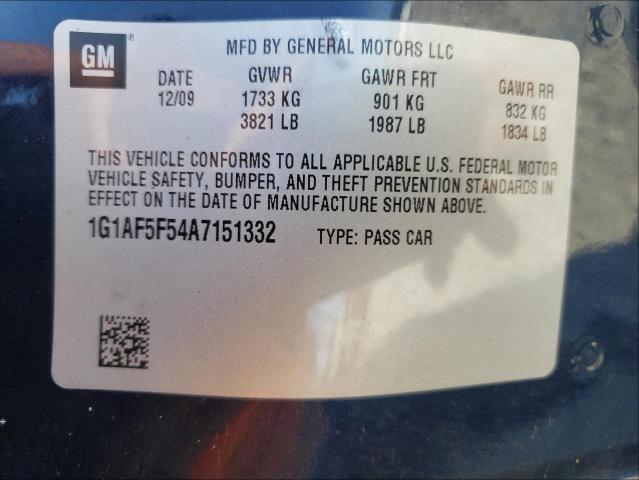 GM
MFD BY GENERAL MOTORS LLC
DATE GVWR GAWR FRT GAWR RR
12/09 1733 KG 901 KG 832 KG
3821 LB 1987 LB 1834 LB
THIS VEHICLE CONFORMS TO ALL APPLICABLE U.S. FEDERAL MOTOR
VEHICLE SAFETY, BUMPER, AND THEFT PREVENTION STANDARDS IN
EFFECT ON THE DATE OF MANUFACTURE SHOWN ABOVE.
1G1AF5F54A7151332 TYPE: PASS CAR